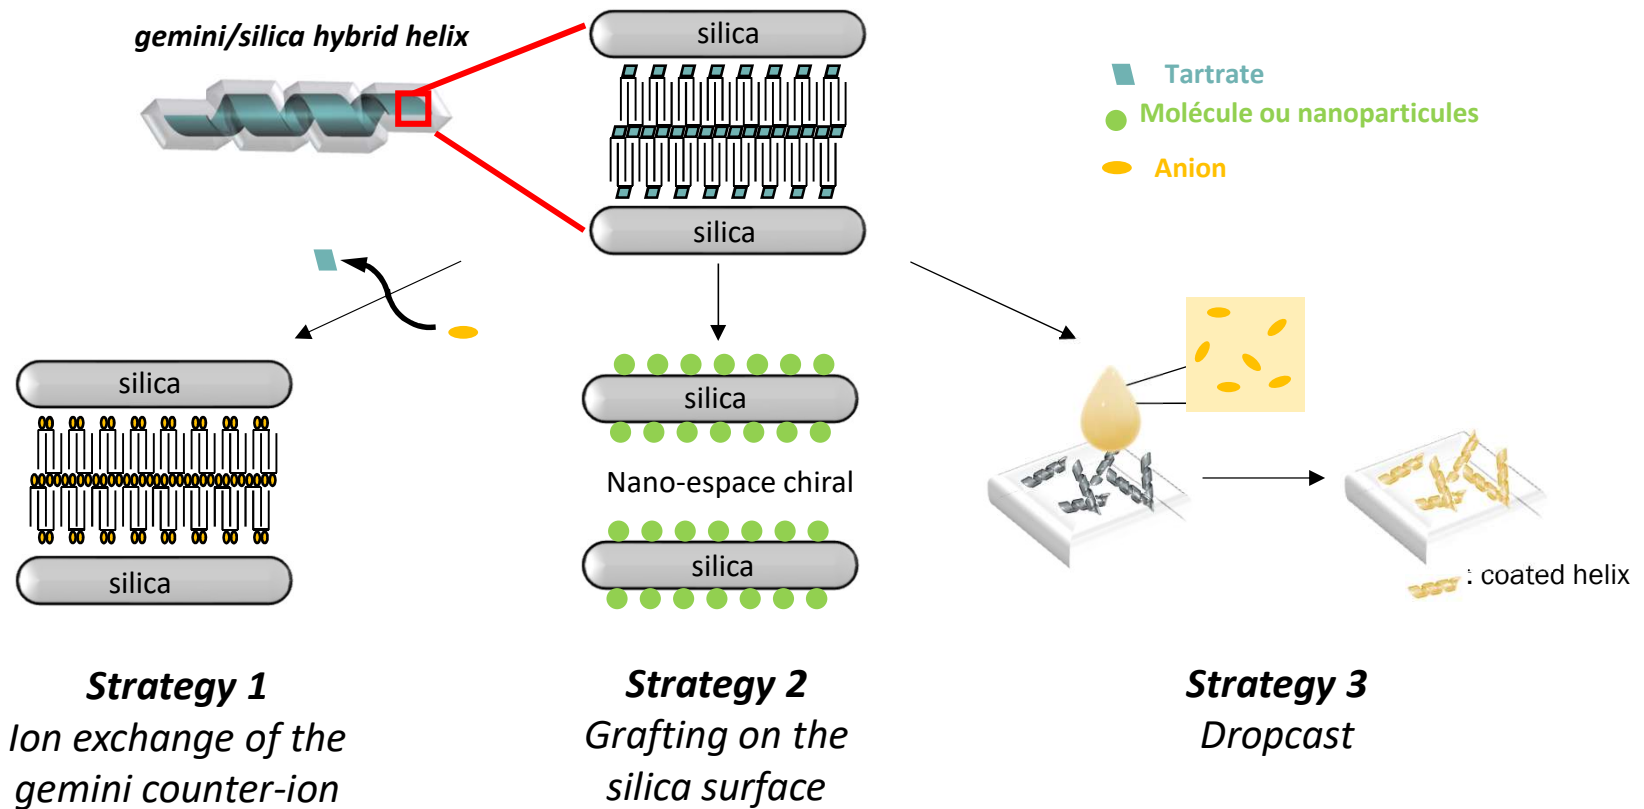 gemini/silica hybrid helix
silica
silica
Tartrate
Molécule ou nanoparticules
Anion
silica
silica
silica
Nano-espace chiral
silica
: coated helix
Strategy 1
Ion exchange of the
gemini counter-ion
Strategy 2
Grafting on the
silica surface
Strategy 3
Dropcast